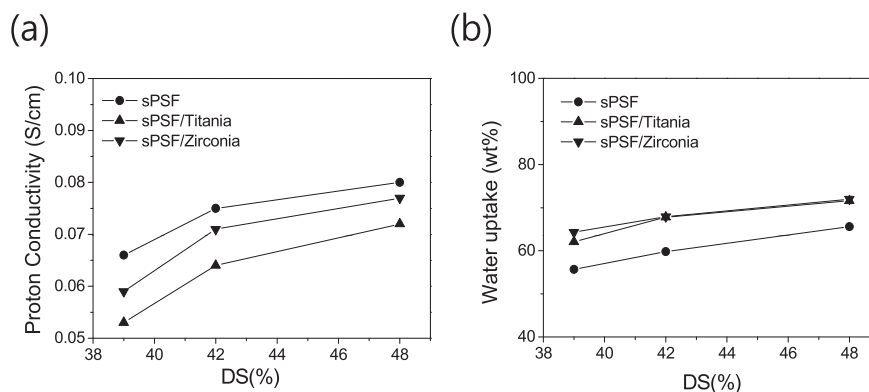 (a)
Proton Conductivity (S/cm)
0.10
0.09
0.08
0.07
0.06
0.05
sPSF
sPSF/Titania
sPSF/Zirconia
38 40 42 44 46 48
DS(%)
(b)
Water uptake (wt%)
100
80
60
40
sPSF
sPSF/Titania
sPSF/Zirconia
38 40 42 44 46 48
DS(%)